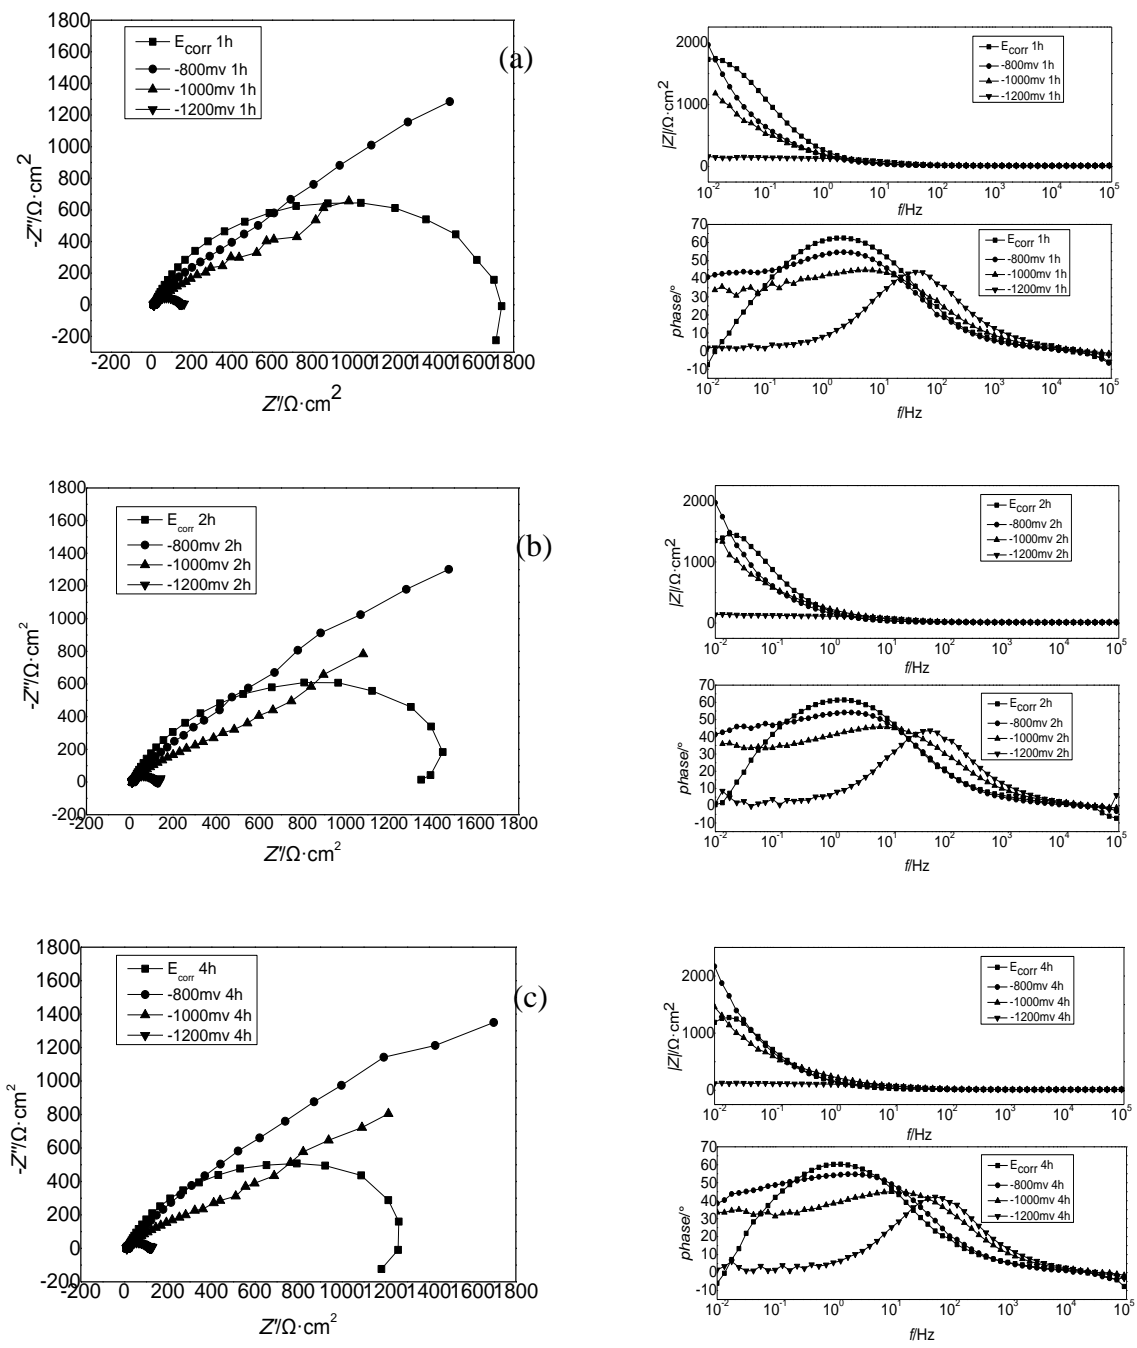 1800
1600
1400
1200
1000
800
600
400
200
0
-200
-Z"/Ω·cm2
Ecorr 1h
-800mv 1h
-1000mv 1h
-1200mv 1h
(a)
-200 0 200 400 600 800 1000 1200 1400 1600 1800
Z'/Ω·cm2
2000
1000
0
|Z|/Ω·cm2
Ecorr 1h
-800mv 1h
-1000mv 1h
-1200mv 1h
10-2 10-1 100 101 102 103 104 105
f/Hz
70
60
50
40
30
20
10
0
-10
phase/°
Ecorr 1h
-800mv 1h
-1000mv 1h
-1200mv 1h
10-2 10-1 100 101 102 103 104 105
f/Hz
1800
1600
1400
1200
1000
800
600
400
200
0
-200
-Z"/Ω·cm2
Ecorr 2h
-800mv 2h
-1000mv 2h
-1200mv 2h
(b)
-200 0 200 400 600 800 1000 1200 1400 1600 1800
Z'/Ω·cm2
2000
1000
0
|Z|/Ω·cm2
Ecorr 2h
-800mv 2h
-1000mv 2h
-1200mv 2h
10-2 10-1 100 101 102 103 104 105
f/Hz
70
60
50
40
30
20
10
0
-10
phase/°
Ecorr 2h
-800mv 2h
-1000mv 2h
-1200mv 2h
10-2 10-1 100 101 102 103 104 105
f/Hz
1800
1600
1400
1200
1000
800
600
400
200
0
-200
-Z"/Ω·cm2
Ecorr 4h
-800mv 4h
-1000mv 4h
-1200mv 4h
(c)
-200 0 200 400 600 800 1000 1200 1400 1600 1800
Z'/Ω·cm2
2000
1000
0
|Z|/Ω·cm2
Ecorr 4h
-800mv 4h
-1000mv 4h
-1200mv 4h
10-2 10-1 100 101 102 103 104 105
f/Hz
70
60
50
40
30
20
10
0
-10
phase/°
Ecorr 4h
-800mv 4h
-1000mv 4h
-1200mv 4h
10-2 10-1 100 101 102 103 104 105
f/Hz